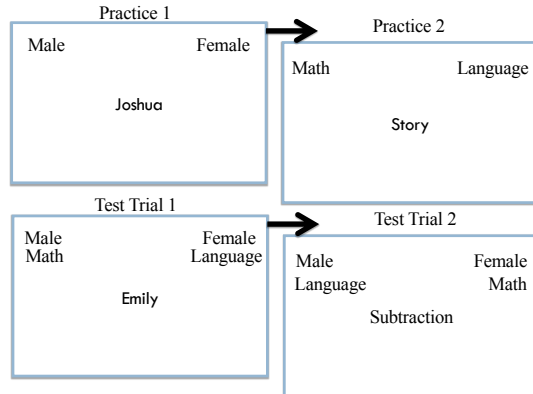 Practice 1
Male Female
Joshua
Practice 2
Math Language
Story
Test Trial 1
Male Female
Math Language
Emily
Test Trial 2
Male Female
Language Math
Subtraction